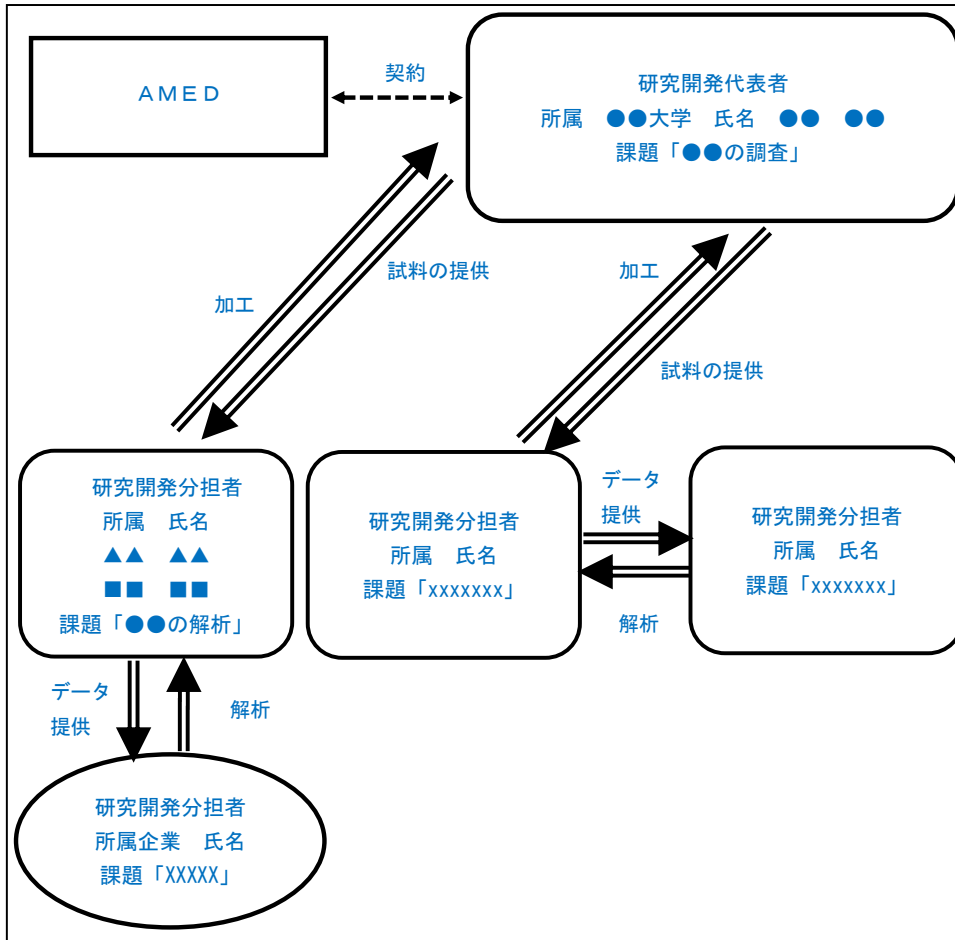 AMED
契約
研究開発代表者
所属　●●大学　氏名　●●　●●
課題「●●の調査」
加工
試料の提供
加工
試料の提供
研究開発分担者
所属　氏名
▲▲　▲▲
■■　■■
課題「●●の解析」
研究開発分担者
所属　氏名
課題「xxxxxxx」
データ
提供
解析
研究開発分担者
所属　氏名
課題「xxxxxxx」
データ
提供
解析
研究開発分担者
所属企業　氏名
課題「XXXXX」